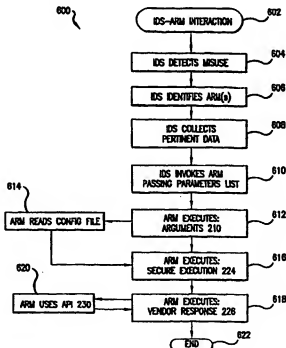 600
IDS-ARM INTERACTION
602
IDS DETECTS MISUSE
604
IDS IDENTIFIES ARM(s)
606
IDS COLLECTS
PERTINENT DATA
608
IDS INVOKES ARM
PASSING PARAMETERS LIST
610
614
ARM READS CONFIG FILE
ARM EXECUTES:
ARGUMENTS 210
612
ARM EXECUTES:
SECURE EXECUTION 224
616
620
ARM USES API 230
ARM EXECUTES:
VENDOR RESPONSE 226
618
END
622